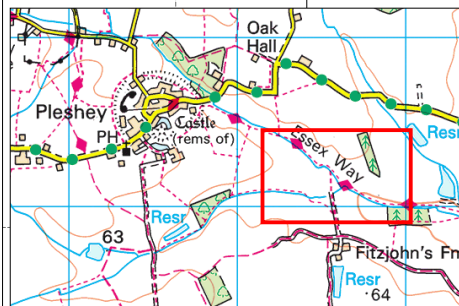 Oak
Hall
Pleshey
Castle
(rems of)
PH
Essex Way
Resr
Resr
63
Fitzjohn's Fm
Resr
·64